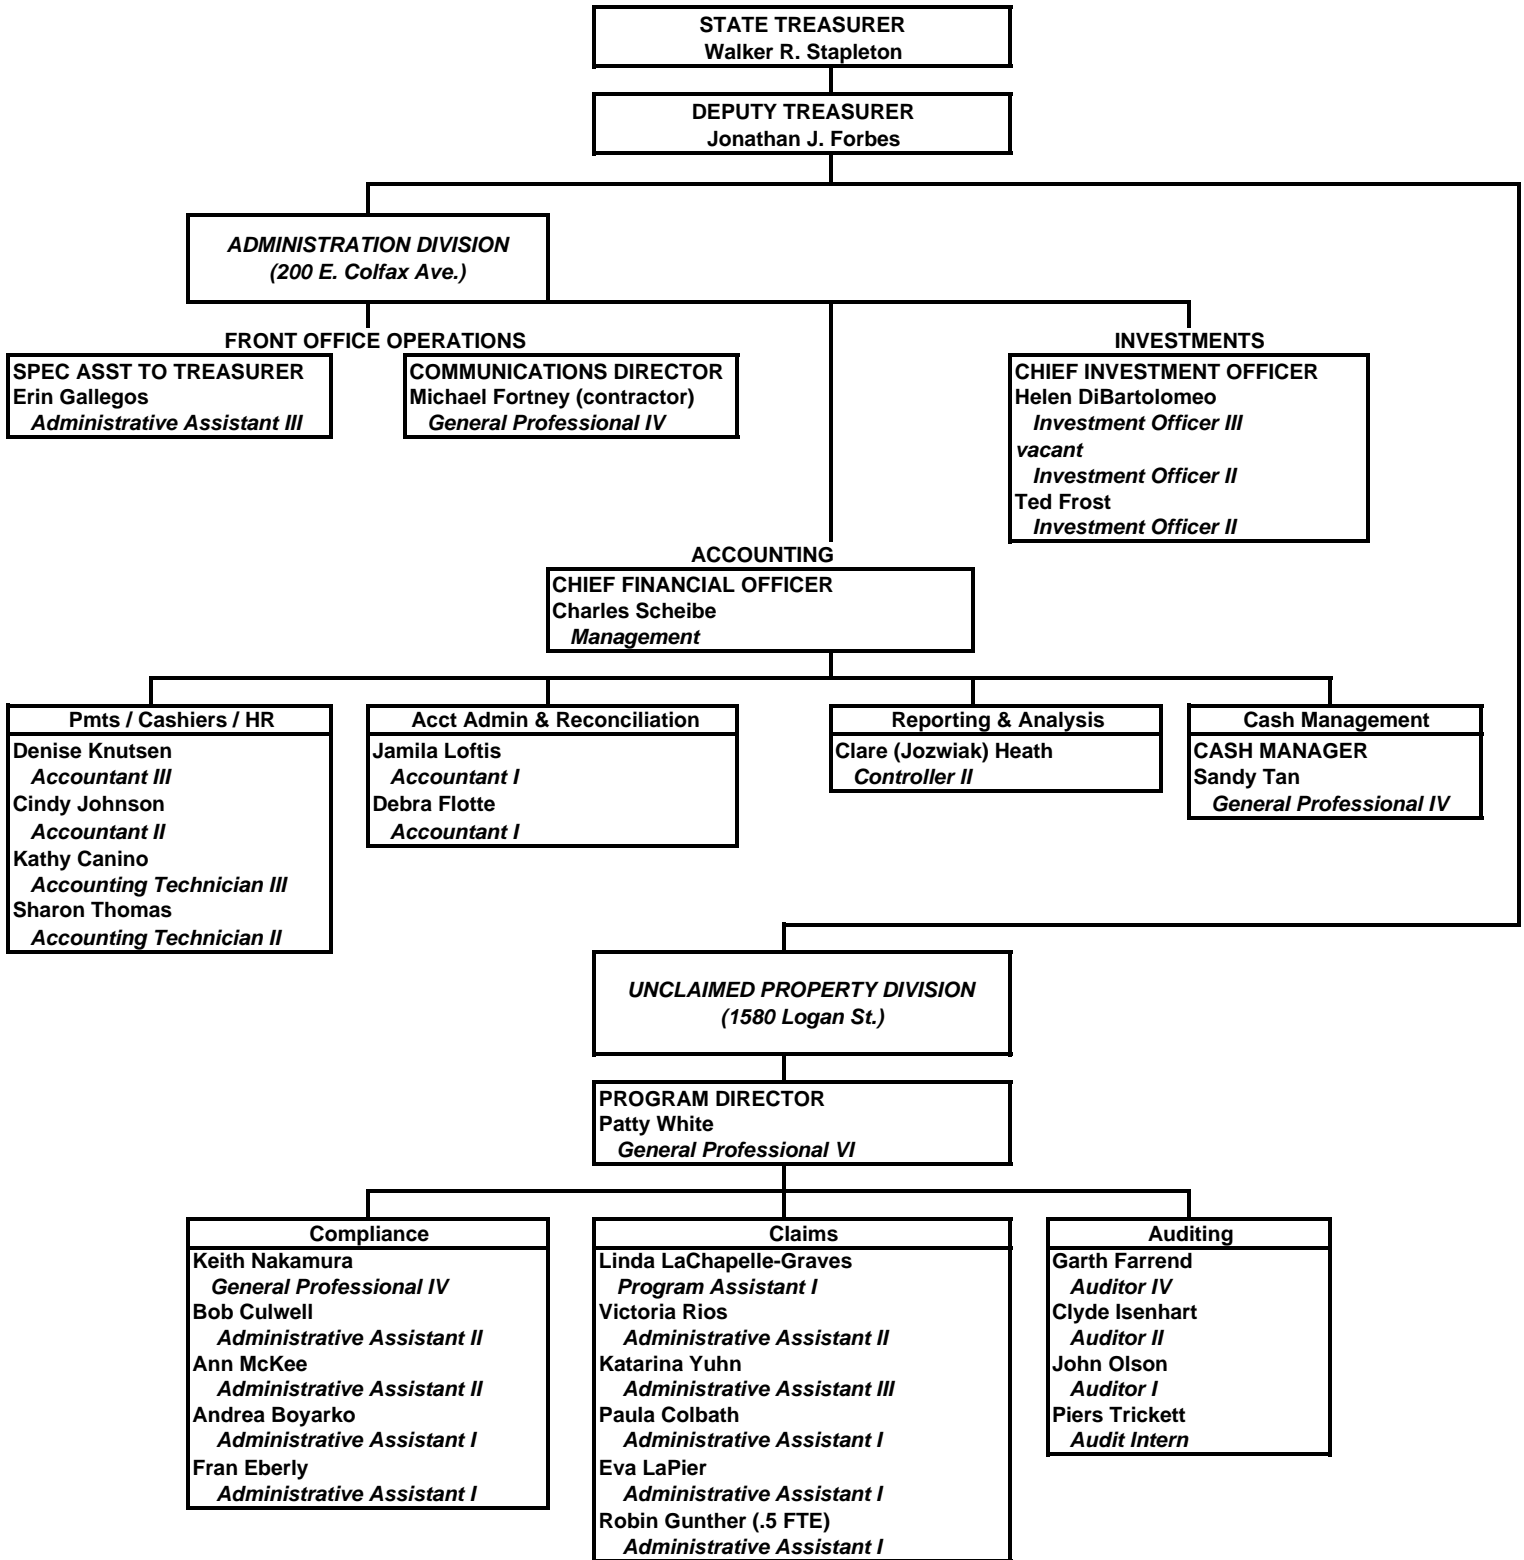 STATE TREASURER
Walker R. Stapleton
DEPUTY TREASURER
Jonathan J. Forbes
ADMINISTRATION DIVISION
(200 E. Colfax Ave.)
FRONT OFFICE OPERATIONS
SPEC ASST TO TREASURER
Erin Gallegos
Administrative Assistant III
COMMUNICATIONS DIRECTOR
Michael Fortney (contractor)
General Professional IV
INVESTMENTS
CHIEF INVESTMENT OFFICER
Helen DiBartolomeo
Investment Officer III
vacant
Investment Officer II
Ted Frost
Investment Officer II
ACCOUNTING
CHIEF FINANCIAL OFFICER
Charles Scheibe
Management
Pmts / Cashiers / HR
Denise Knutsen
Accountant III
Cindy Johnson
Accountant II
Kathy Canino
Accounting Technician III
Sharon Thomas
Accounting Technician II
Acct Admin & Reconciliation
Jamila Loftis
Accountant I
Debra Flotte
Accountant I
Reporting & Analysis
Clare (Jozwiak) Heath
Controller II
Cash Management
CASH MANAGER
Sandy Tan
General Professional IV
UNCLAIMED PROPERTY DIVISION
(1580 Logan St.)
PROGRAM DIRECTOR
Patty White
General Professional VI
Compliance
Keith Nakamura
General Professional IV
Bob Culwell
Administrative Assistant II
Ann McKee
Administrative Assistant II
Andrea Boyarko
Administrative Assistant I
Fran Eberly
Administrative Assistant I
Claims
Linda LaChapelle-Graves
Program Assistant I
Victoria Rios
Administrative Assistant II
Katarina Yuhn
Administrative Assistant III
Paula Colbath
Administrative Assistant I
Eva LaPier
Administrative Assistant I
Robin Gunther (.5 FTE)
Administrative Assistant I
Auditing
Garth Farrend
Auditor IV
Clyde Isenhart
Auditor II
John Olson
Auditor I
Piers Trickett
Audit Intern